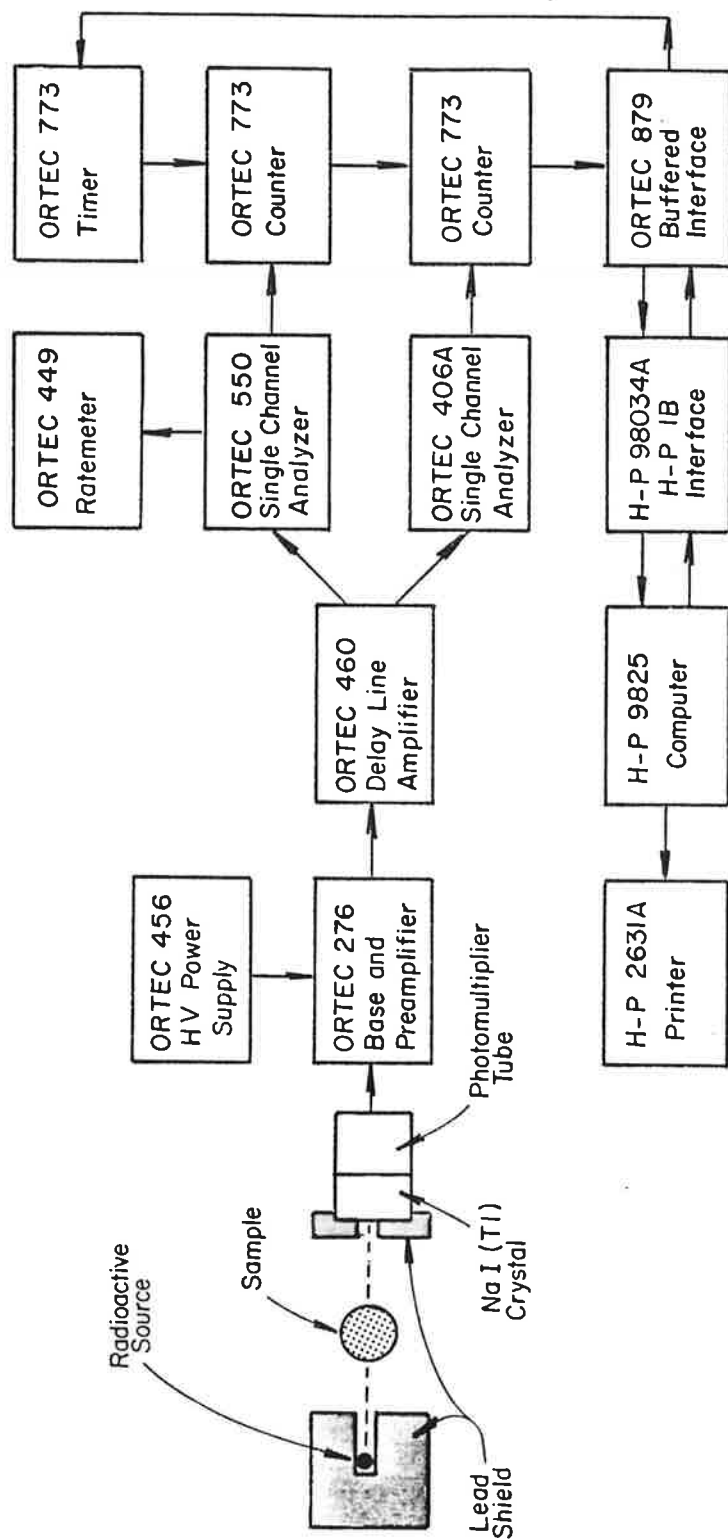 Radioactive
Source
Sample
Lead
Shield
Na I (Tl)
Crystal
Photomultiplier
Tube
ORTEC 456
HV Power
Supply
ORTEC 276
Base and
Preamplifier
ORTEC 460
Delay Line
Amplifier
ORTEC 449
Ratemeter
ORTEC 550
Single Channel
Analyzer
ORTEC 406A
Single Channel
Analyzer
ORTEC 773
Timer
ORTEC 773
Counter
ORTEC 773
Counter
ORTEC 879
Buffered
Interface
H-P 98034A
H-P IB
Interface
H-P 9825
Computer
H-P 2631A
Printer